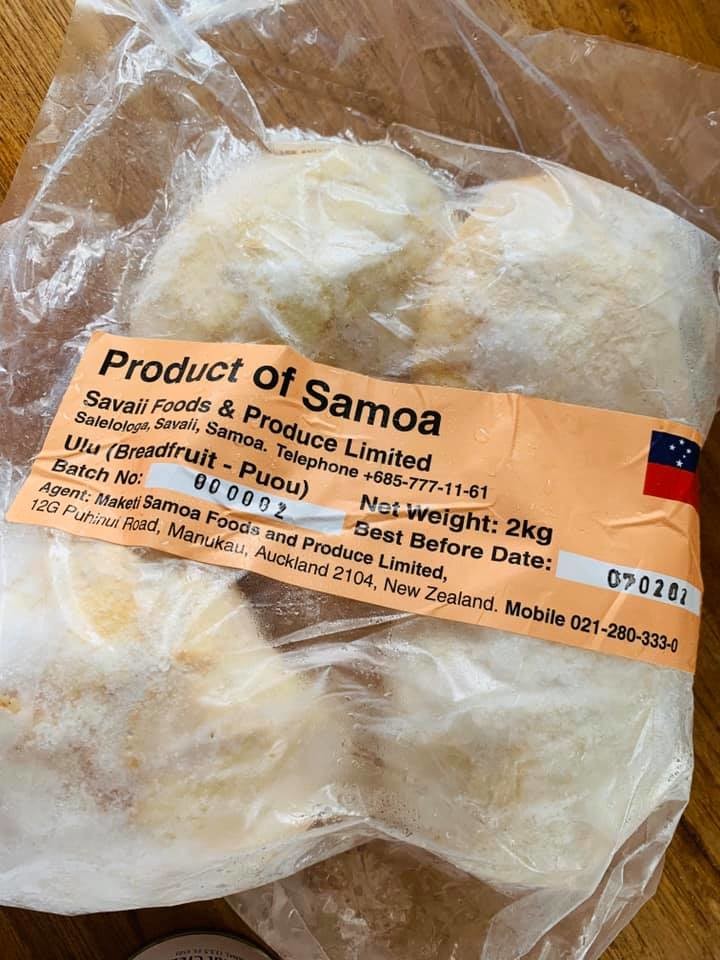 Product of Samoa
Savaii Foods & Produce Limited
Salelologa, Savaii, Samoa. Telephone +685-777-11-61
Ulu (Breadfruit - Puou) Net Weight: 2kg
Batch No: 000002 Best Before Date: 070202
Agent: Maketi Samoa Foods and Produce Limited,
12G Puhinui Road, Manukau, Auckland 2104, New Zealand. Mobile 021-280-333-0